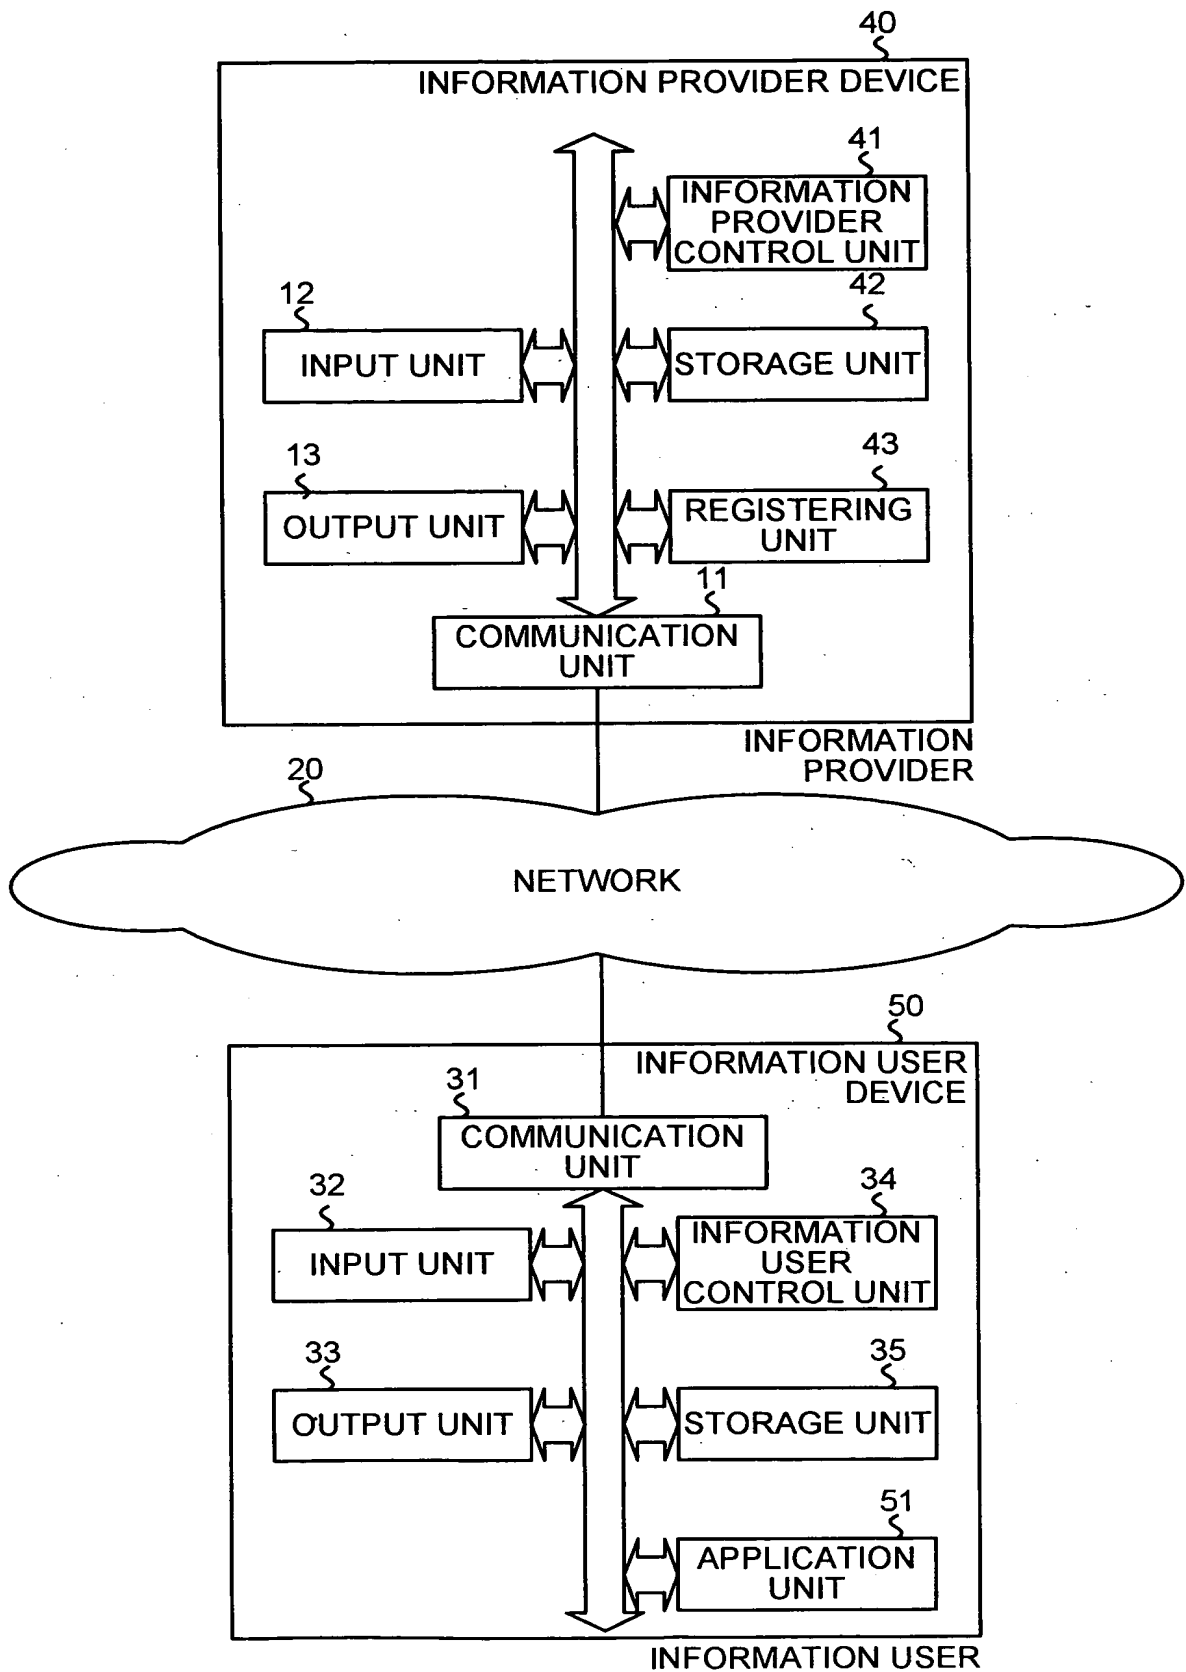 40
INFORMATION PROVIDER DEVICE
41
INFORMATION
PROVIDER
CONTROL UNIT
12
INPUT UNIT
42
STORAGE UNIT
13
OUTPUT UNIT
43
REGISTERING
UNIT
11
COMMUNICATION
UNIT
INFORMATION
PROVIDER
20
NETWORK
50
INFORMATION USER
DEVICE
31
COMMUNICATION
UNIT
32
INPUT UNIT
34
INFORMATION
USER
CONTROL UNIT
33
OUTPUT UNIT
35
STORAGE UNIT
51
APPLICATION
UNIT
INFORMATION USER